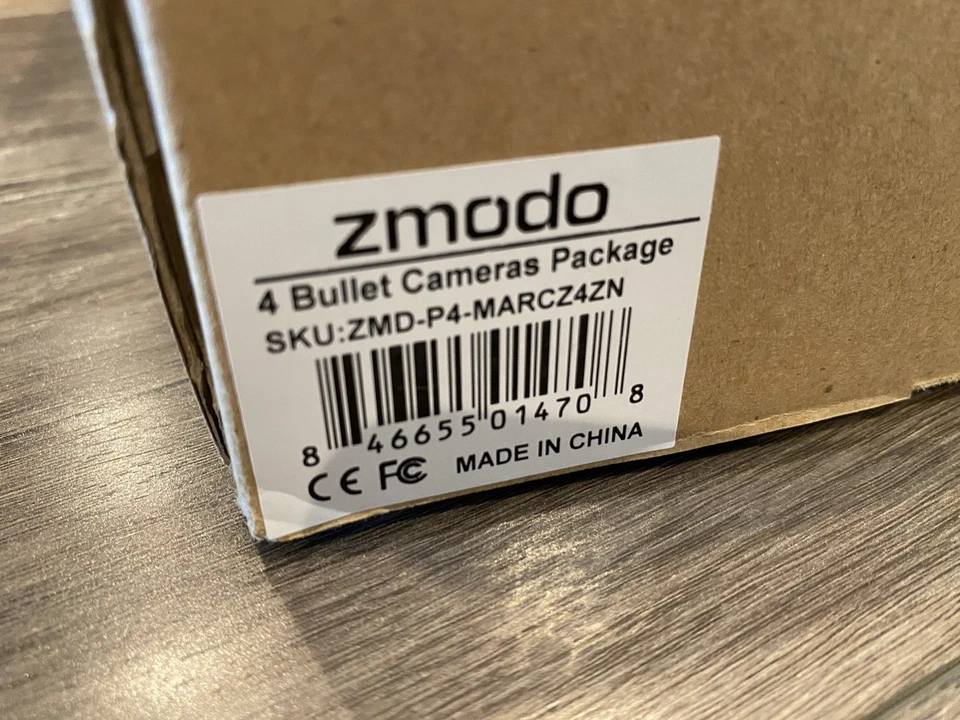 zmodo
4 Bullet Cameras Package
SKU:ZMD-P4-MARCZ4ZN
8 46655 01470 8
CE FC MADE IN CHINA